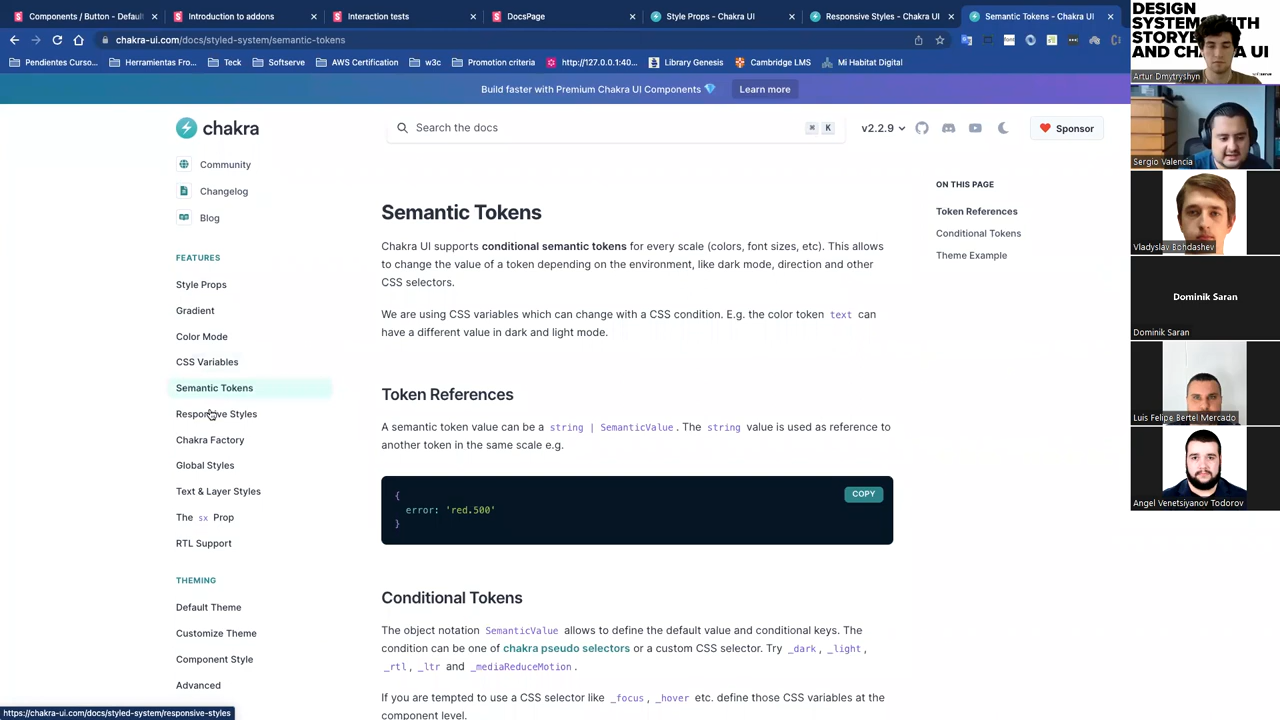 Components / Button - Default
Introduction to addons
Interaction tests
DocsPage
Style Props - Chakra UI
Responsive Styles - Chakra UI
Semantic Tokens - Chakra UI
chakra-ui.com/docs/styled-system/semantic-tokens
Pendientes Curso...
Herramientas Fro...
Teck
Softserve
AWS Certification
w3c
Promotion criteria
http://127.0.0.1:40...
Library Genesis
Cambridge LMS
Mi Habitat Digital
Build faster with Premium Chakra UI Components
Learn more
chakra
Search the docs
⌘ K
v2.2.9
Sponsor
Community
Changelog
Blog
FEATURES
Style Props
Gradient
Color Mode
CSS Variables
Semantic Tokens
Responsive Styles
Chakra Factory
Global Styles
Text & Layer Styles
The sx Prop
RTL Support
THEMING
Default Theme
Customize Theme
Component Style
Advanced
https://chakra-ui.com/docs/styled-system/responsive-styles
Semantic Tokens
Chakra UI supports conditional semantic tokens for every scale (colors, font sizes, etc). This allows
to change the value of a token depending on the environment, like dark mode, direction and other
CSS selectors.
We are using CSS variables which can change with a CSS condition. E.g. the color token text can
have a different value in dark and light mode.
Token References
A semantic token value can be a string | SemanticValue. The string value is used as reference to
another token in the same scale e.g.
{
error: 'red.500'
}
COPY
Conditional Tokens
The object notation SemanticValue allows to define the default value and conditional keys. The
condition can be one of chakra pseudo selectors or a custom CSS selector. Try _dark, _light,
_rtl, _ltr and _mediaReduceMotion.
If you are tempted to use a CSS selector like _focus, _hover etc. define those CSS variables at the
component level.
ON THIS PAGE
Token References
Conditional Tokens
Theme Example
DESIGN
SYSTEMS WITH
STORYB
AND CHAKRA UI
Artur Dmytryshyn
Sergio Valencia
Vladyslav Bohdashev
Dominik Saran
Dominik Saran
Luis Felipe Bertel Mercado
Angel Venetsiyanov Todorov